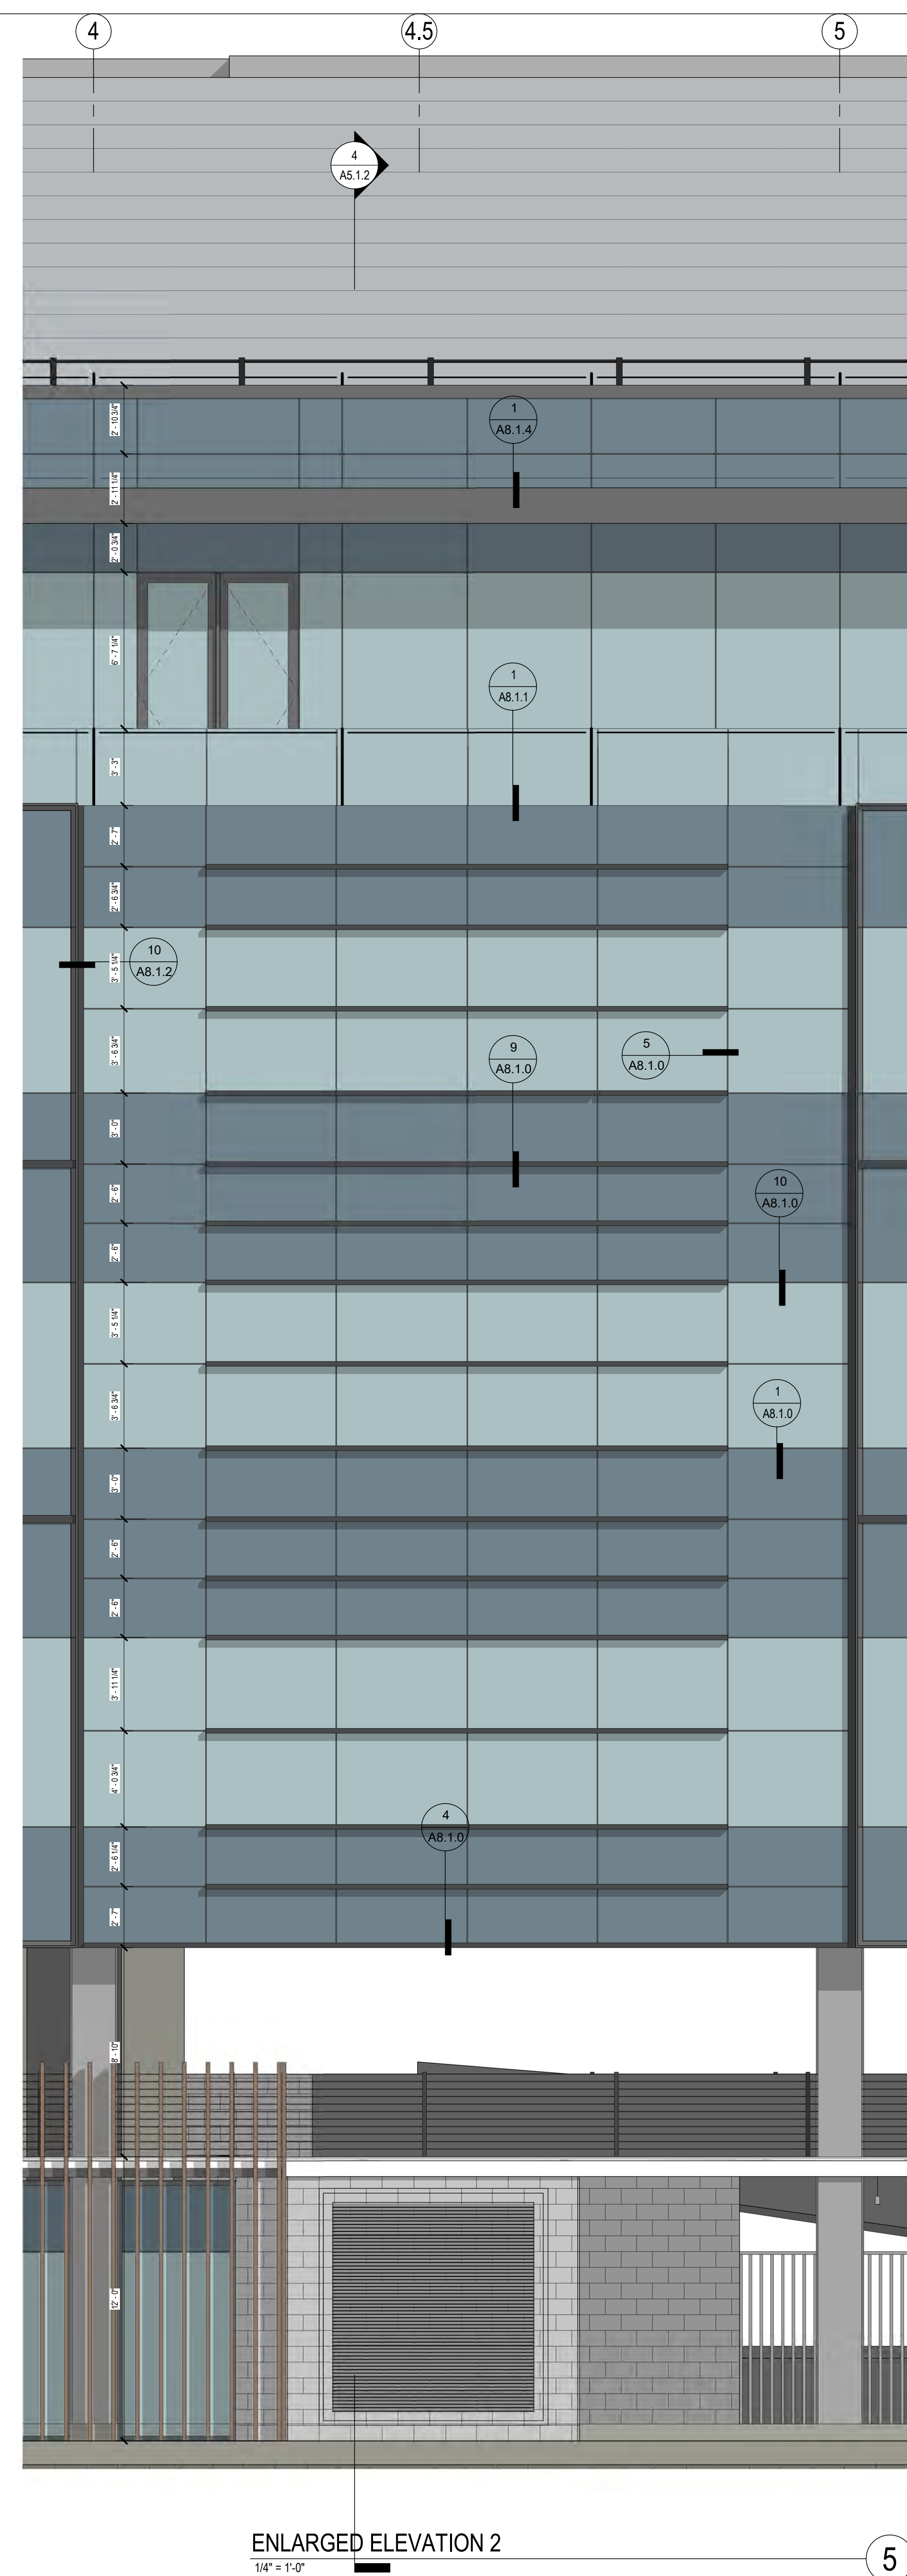 4
4.5
5
4
A5.1.2
2' - 10 3/4"
1
A8.1.4
2' - 11 1/4"
2' - 0 3/4"
6' - 7 1/4"
1
A8.1.1
3' - 3"
2' - 7"
2' - 6 3/4"
10
A8.1.2
3' - 5 1/4"
3' - 6 3/4"
9
A8.1.0
5
A8.1.0
3' - 0"
2' - 6"
10
A8.1.0
2' - 6"
3' - 5 1/4"
3' - 6 3/4"
1
A8.1.0
3' - 0"
2' - 6"
2' - 6"
3' - 11 1/4"
4' - 0 3/4"
4
A8.1.0
2' - 6 1/4"
2' - 7"
8' - 10"
12' - 0"
ENLARGED ELEVATION 2
1/4" = 1'-0"
5